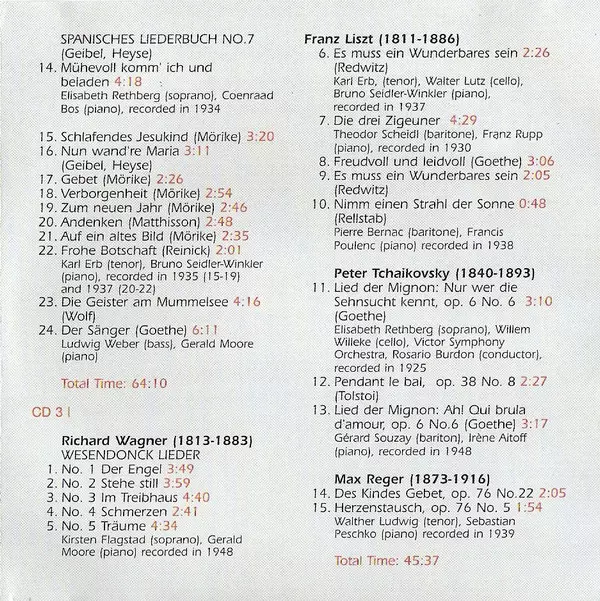 SPANISCHES LIEDERBUCH NO.7
(Geibel, Heyse)
14. Mühevoll komm' ich und
beladen 4:18
Elisabeth Rethberg (soprano), Coenraad
Bos (piano), recorded in 1934
15. Schlafendes Jesukind (Mörike) 3:20
16. Nun wand're Maria 3:11
(Geibel, Heyse)
17. Gebet (Mörike) 2:26
18. Verborgenheit (Mörike) 2:54
19. Zum neuen Jahr (Mörike) 2:46
20. Andenken (Matthisson) 2:48
21. Auf ein altes Bild (Mörike) 2:35
22. Frohe Botschaft (Reinick) 2:01
Karl Erb (tenor), Bruno Seidler-Winkler
(piano), recorded in 1935 (15-19)
and 1937 (20-22)
23. Die Geister am Mummelsee 4:16
(Wolf)
24. Der Sänger (Goethe) 6:11
Ludwig Weber (bass), Gerald Moore
(piano)
Total Time: 64:10
CD 3 |
Richard Wagner (1813-1883)
WESENDONCK LIEDER
1. No. 1 Der Engel 3:49
2. No. 2 Stehe still 3:59
3. No. 3 Im Treibhaus 4:40
4. No. 4 Schmerzen 2:41
5. No. 5 Träume 4:34
Kirsten Flagstad (soprano), Gerald
Moore (piano) recorded in 1948
Franz Liszt (1811-1886)
6. Es muss ein Wunderbares sein 2:26
(Redwitz)
Karl Erb, (tenor), Walter Lutz (cello),
Bruno Seidler-Winkler (piano),
recorded in 1937
7. Die drei Zigeuner 4:29
Theodor Scheidl (baritone), Franz Rupp
(piano), recorded in 1930
8. Freudvoll und leidvoll (Goethe) 3:06
9. Es muss ein Wunderbares sein 2:05
(Redwitz)
10. Nimm einen Strahl der Sonne 0:48
(Rellstab)
Pierre Bernac (baritone), Francis
Poulenc (piano) recorded in 1938
Peter Tchaikovsky (1840-1893)
11. Lied der Mignon: Nur wer die
Sehnsucht kennt, op. 6 No. 6 3:10
(Goethe)
Elisabeth Rethberg (soprano), Willem
Willeke (cello), Victor Symphony
Orchestra, Rosario Burdon (conductor),
recorded in 1925
12. Pendant le bal, op. 38 No. 8 2:27
(Tolstoi)
13. Lied der Mignon: Ah! Qui brula
d'amour, op. 6 No.6 (Goethe) 3:17
Gérard Souzay (bariton), Irène Aitoff
(piano), recorded in 1948
Max Reger (1873-1916)
14. Des Kindes Gebet, op. 76 No.22 2:05
15. Herzenstausch, op. 76 No. 5 1:54
Walther Ludwig (tenor), Sebastian
Peschko (piano) recorded in 1939
Total Time: 45:37